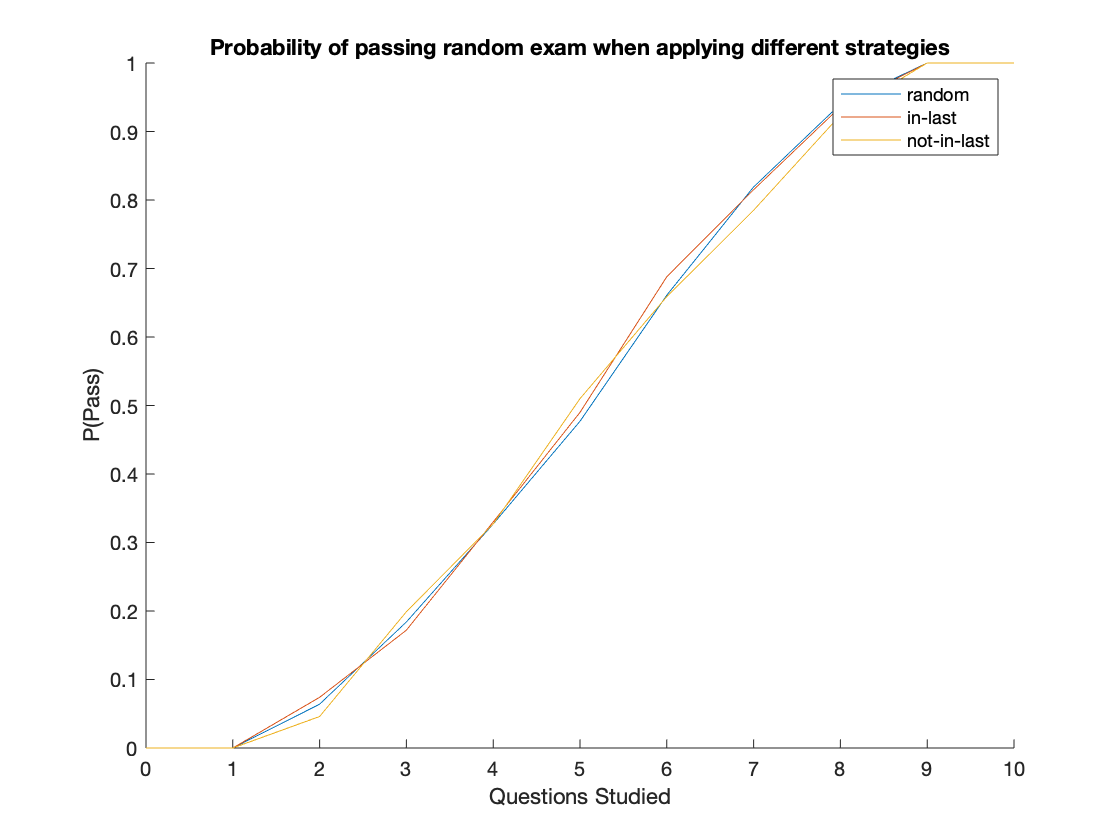 Probability of passing random exam when applying different strategies
1
random
0.9
in-last
not-in-last
0.8
0.7
0.6
P(Pass)
0.5
0.4
0.3
0.2
0.1
0
0 1 2 3 4 5 6 7 8 9 10
Questions Studied